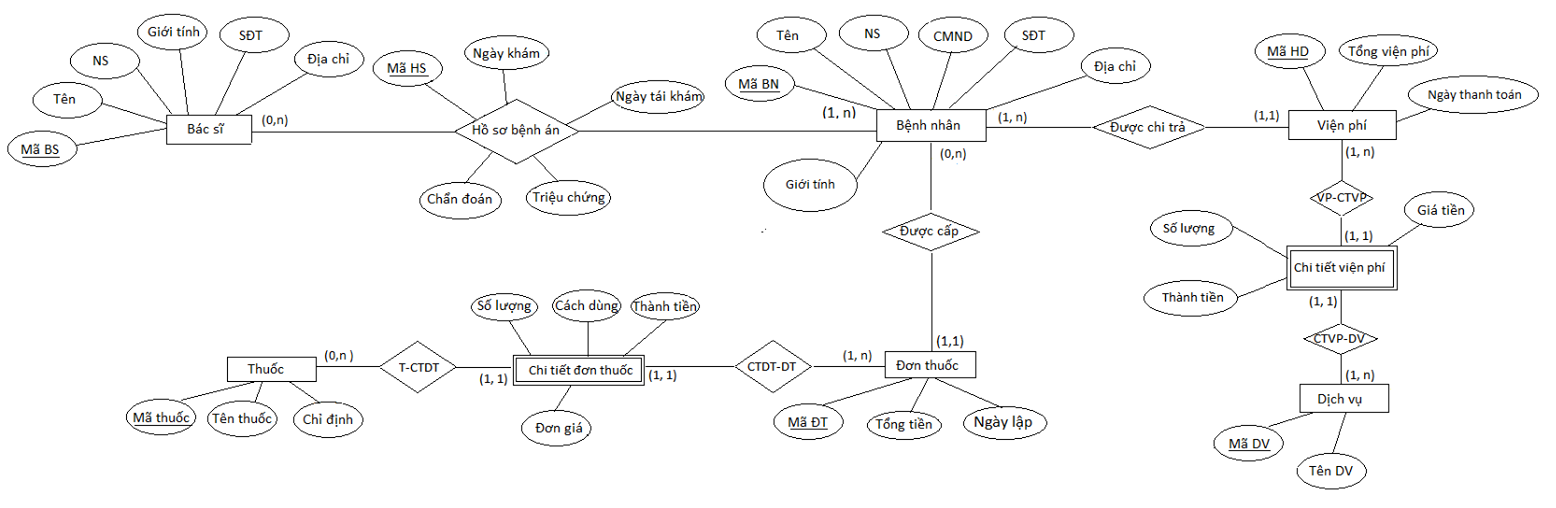 Giới tính
SĐT
NS
Địa chỉ
Tên
Mã BS
Bác sĩ
(0,n)
Mã HS
Ngày khám
Ngày tái khám
Hồ sơ bệnh án
Chẩn đoán
Triệu chứng
(1, n)
Tên
NS
CMND
SĐT
Mã BN
Địa chỉ
Bệnh nhân
(1, n)
(0,n)
Giới tính
Được chi trả
(1,1)
Mã HD
Tổng viện phí
Ngày thanh toán
Viện phí
(1, n)
VP-CTVP
(1, 1)
Số lượng
Giá tiền
Chi tiết viện phí
Thành tiền
(1, 1)
CTVP-DV
(1, n)
Dịch vụ
Mã DV
Tên DV
Được cấp
(1,1)
Đơn thuốc
(1, n)
Mã ĐT
Tổng tiền
Ngày lập
CTDT-DT
(1, 1)
Số lượng
Cách dùng
Thành tiền
Chi tiết đơn thuốc
Đơn giá
(1, 1)
T-CTDT
(0,n )
Thuốc
Mã thuốc
Tên thuốc
Chỉ định